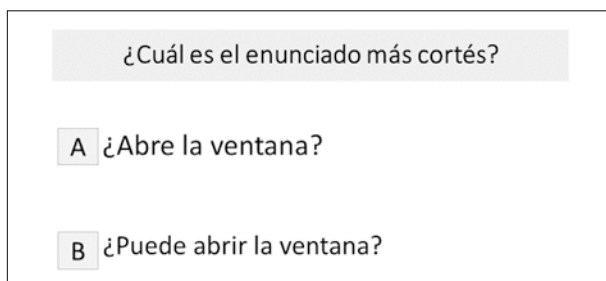 ¿Cuál es el enunciado más cortés?
A ¿Abre la ventana?
B ¿Puede abrir la ventana?